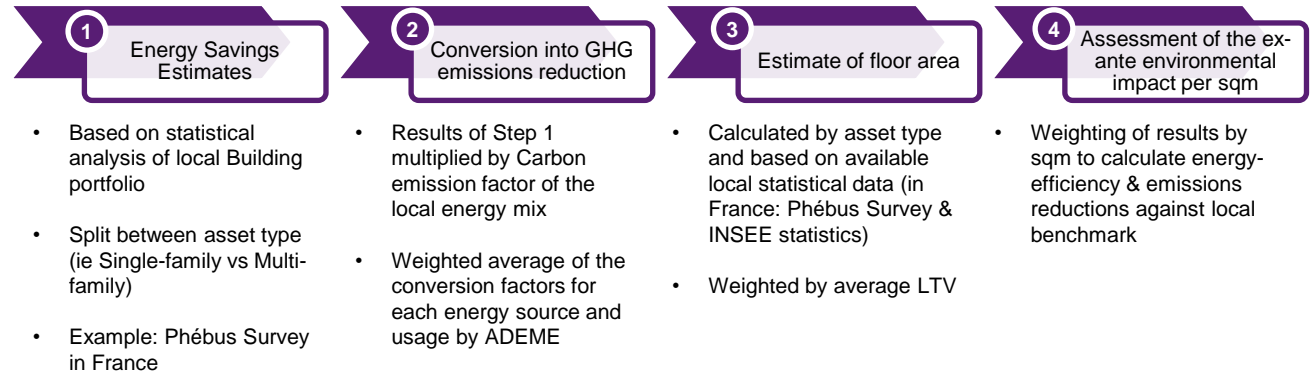 1
Energy Savings
Estimates
• Based on statistical
analysis of local Building
portfolio
• Split between asset type
(ie Single-family vs Multi-
family)
• Example: Phébus Survey
in France
2
Conversion into GHG
emissions reduction
• Results of Step 1
multiplied by Carbon
emission factor of the
local energy mix
• Weighted average of the
conversion factors for
each energy source and
usage by ADEME
3
Estimate of floor area
• Calculated by asset type
and based on available
local statistical data (in
France: Phébus Survey &
INSEE statistics)
• Weighted by average LTV
4
Assessment of the ex-
ante environmental
impact per sqm
• Weighting of results by
sqm to calculate energy-
efficiency & emissions
reductions against local
benchmark